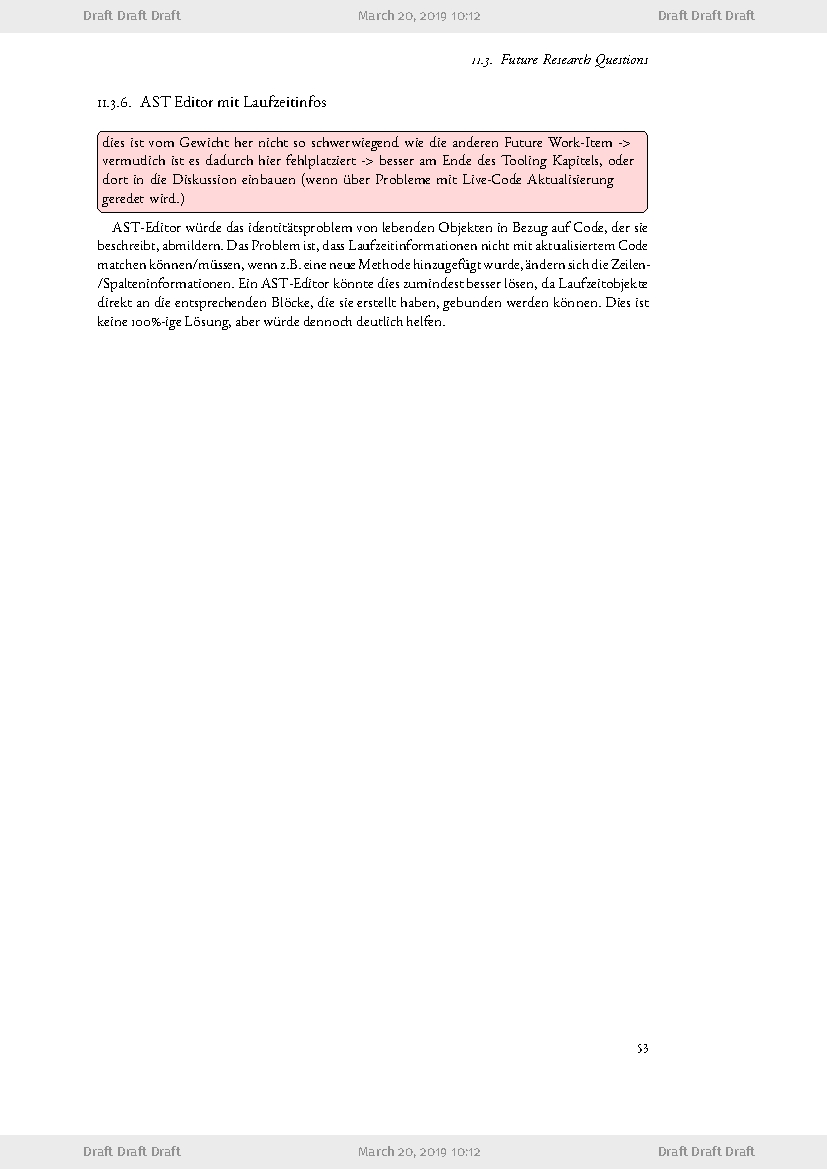 Draft Draft Draft March 20, 2019 10:12 Draft Draft Draft
11.3. Future Research Questions
11.3.6. AST Editor mit Laufzeitinfos
dies ist vom Gewicht her nicht so schwerwiegend wie die anderen Future Work-Item ->
vermutlich ist es dadurch hier fehlplatziert -> besser am Ende des Tooling Kapitels, oder
dort in die Diskussion einbauen (wenn über Probleme mit Live-Code Aktualisierung
geredet wird.)
AST-Editor würde das identitätsproblem von lebenden Objekten in Bezug auf Code, der sie
beschreibt, abmildern. Das Problem ist, dass Laufzeitinformationen nicht mit aktualisiertem Code
matchen können/müssen, wenn z.B. eine neue Methode hinzugefügt wurde, ändern sich die Zeilen-
/Spalteninformationen. Ein AST-Editor könnte dies zumindest besser lösen, da Laufzeitobjekte
direkt an die entsprechenden Blöcke, die sie erstellt haben, gebunden werden können. Dies ist
keine 100%-ige Lösung, aber würde dennoch deutlich helfen.
53
Draft Draft Draft March 20, 2019 10:12 Draft Draft Draft